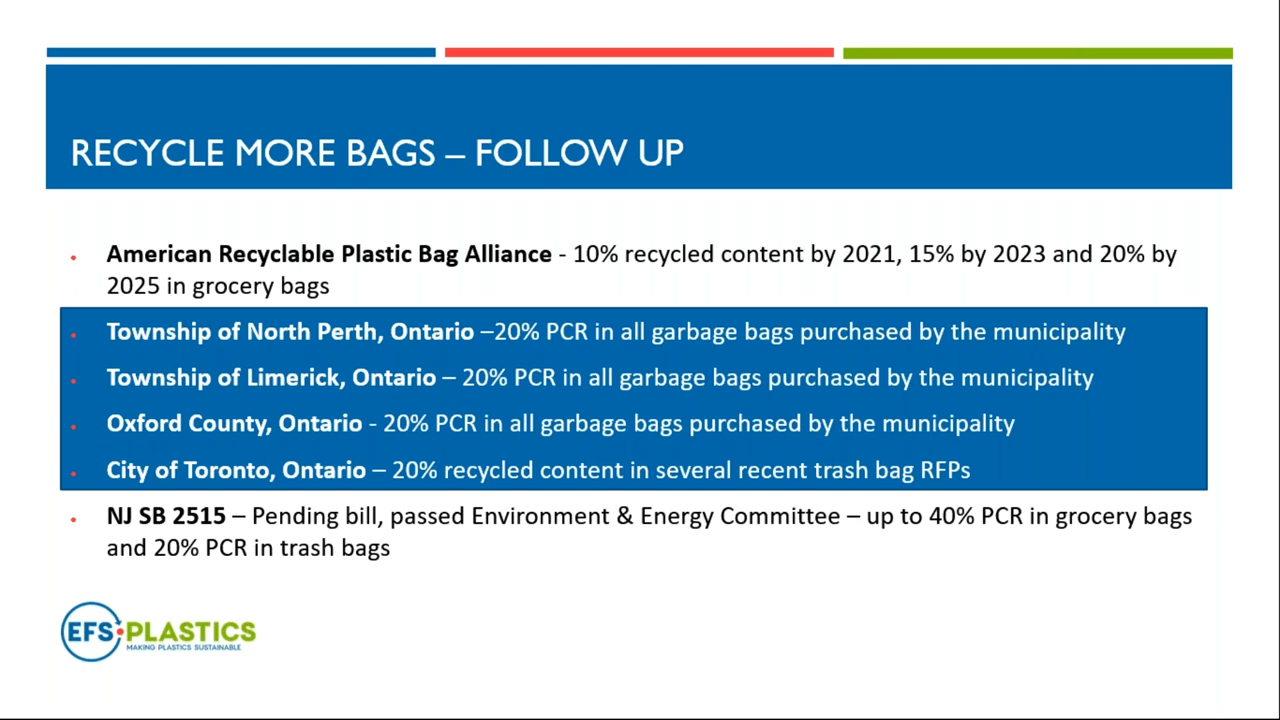 RECYCLE MORE BAGS – FOLLOW UP
• American Recyclable Plastic Bag Alliance - 10% recycled content by 2021, 15% by 2023 and 20% by
2025 in grocery bags
• Township of North Perth, Ontario –20% PCR in all garbage bags purchased by the municipality
• Township of Limerick, Ontario – 20% PCR in all garbage bags purchased by the municipality
• Oxford County, Ontario - 20% PCR in all garbage bags purchased by the municipality
• City of Toronto, Ontario – 20% recycled content in several recent trash bag RFPs
• NJ SB 2515 – Pending bill, passed Environment & Energy Committee – up to 40% PCR in grocery bags
and 20% PCR in trash bags
EFS•PLASTICS
MAKING PLASTICS SUSTAINABLE